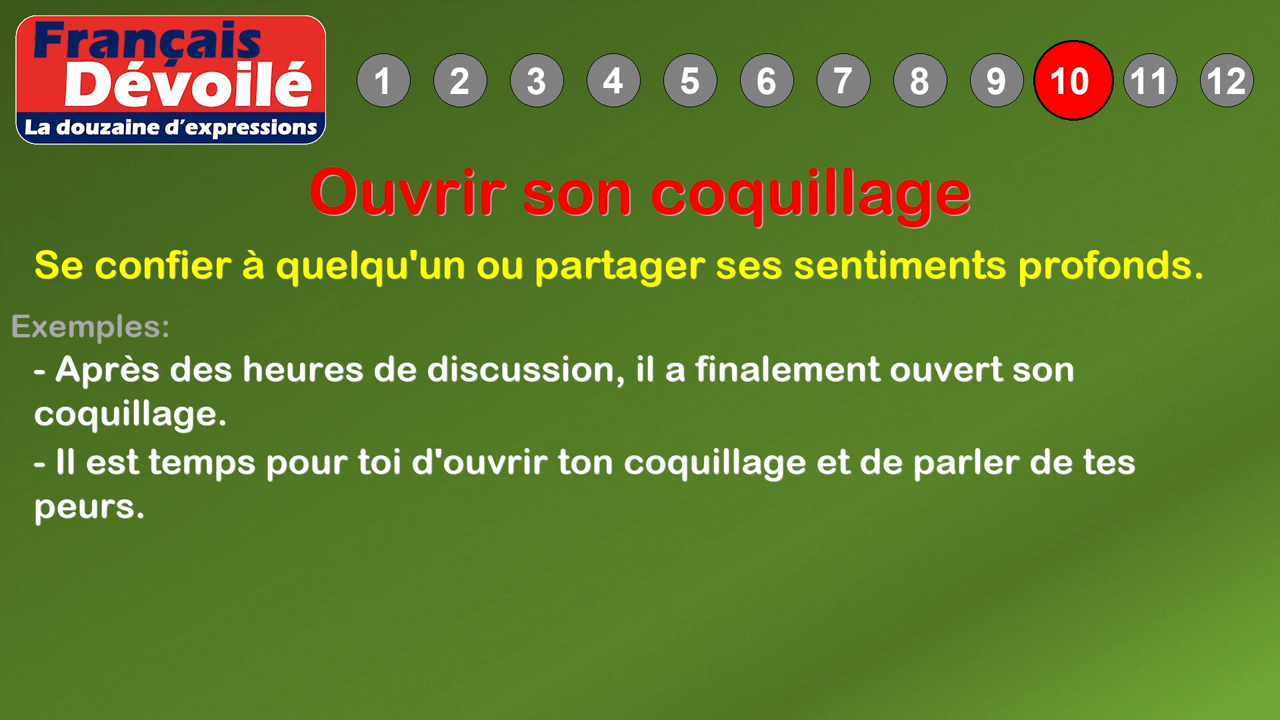 Français
Dévoilé
La douzaine d'expressions
1 2 3 4 5 6 7 8 9 10 11 12
Ouvrir son coquillage
Se confier à quelqu'un ou partager ses sentiments profonds.
Exemples:
- Après des heures de discussion, il a finalement ouvert son
coquillage.
- Il est temps pour toi d'ouvrir ton coquillage et de parler de tes
peurs.